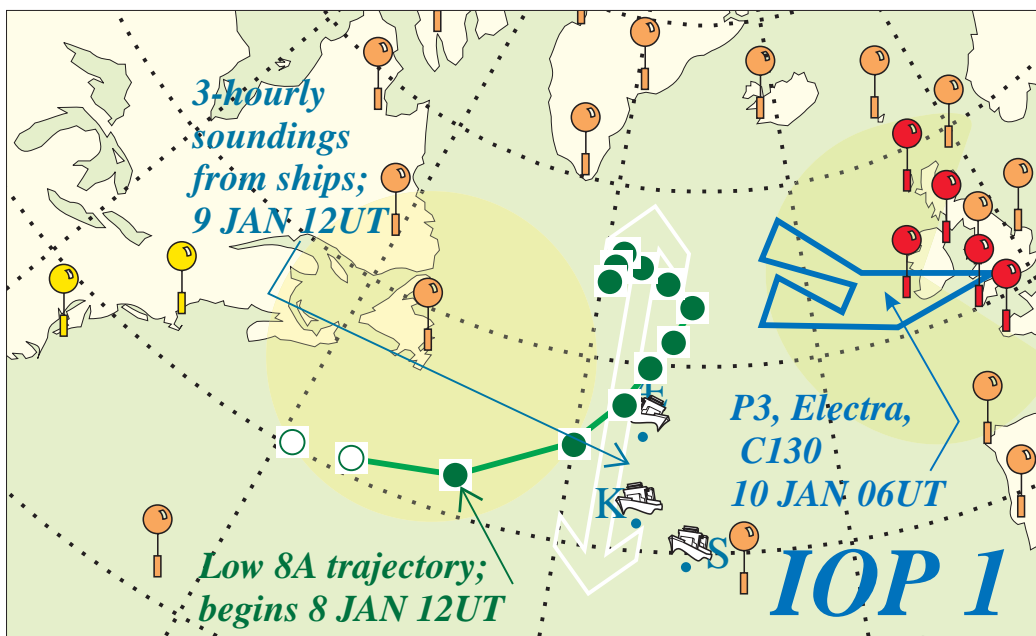 3-hourly
soundings
from ships;
9 JAN 12UT
E
P3, Electra,
C130
10 JAN 06UT
K
S
Low 8A trajectory;
begins 8 JAN 12UT
IOP 1